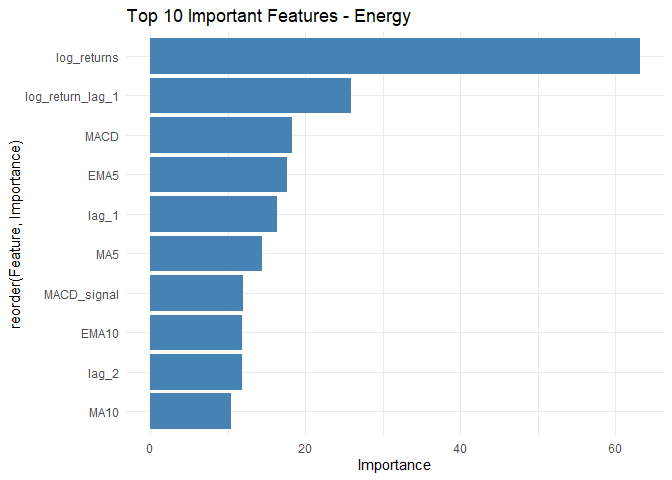 Top 10 Important Features - Energy
reorder(Feature, Importance)
log_returns
log_return_lag_1
MACD
EMA5
lag_1
MA5
MACD_signal
EMA10
lag_2
MA10
0 20 40 60
Importance